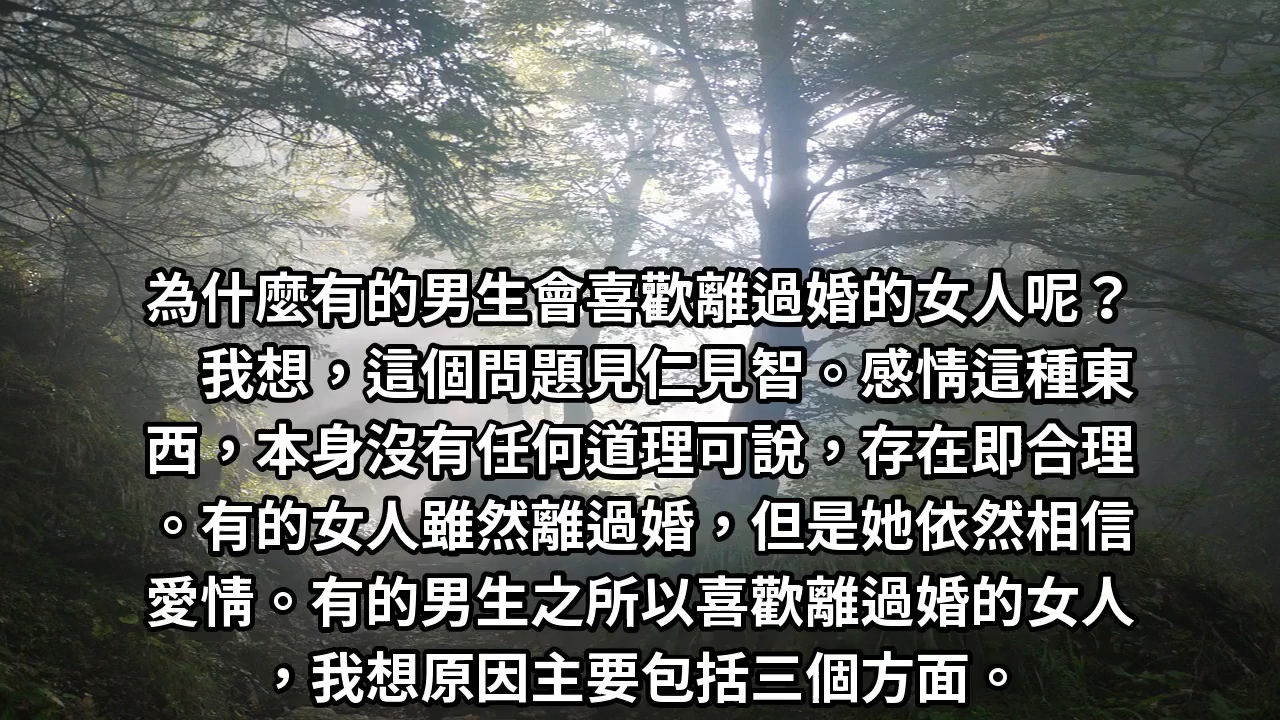 為什麼有的男生會喜歡離過婚的女人呢？
我想，這個問題見仁見智。感情這種東
西，本身沒有任何道理可說，存在即合理
。有的女人雖然離過婚，但是她依然相信
愛情。有的男生之所以喜歡離過婚的女人
，我想原因主要包括三個方面。